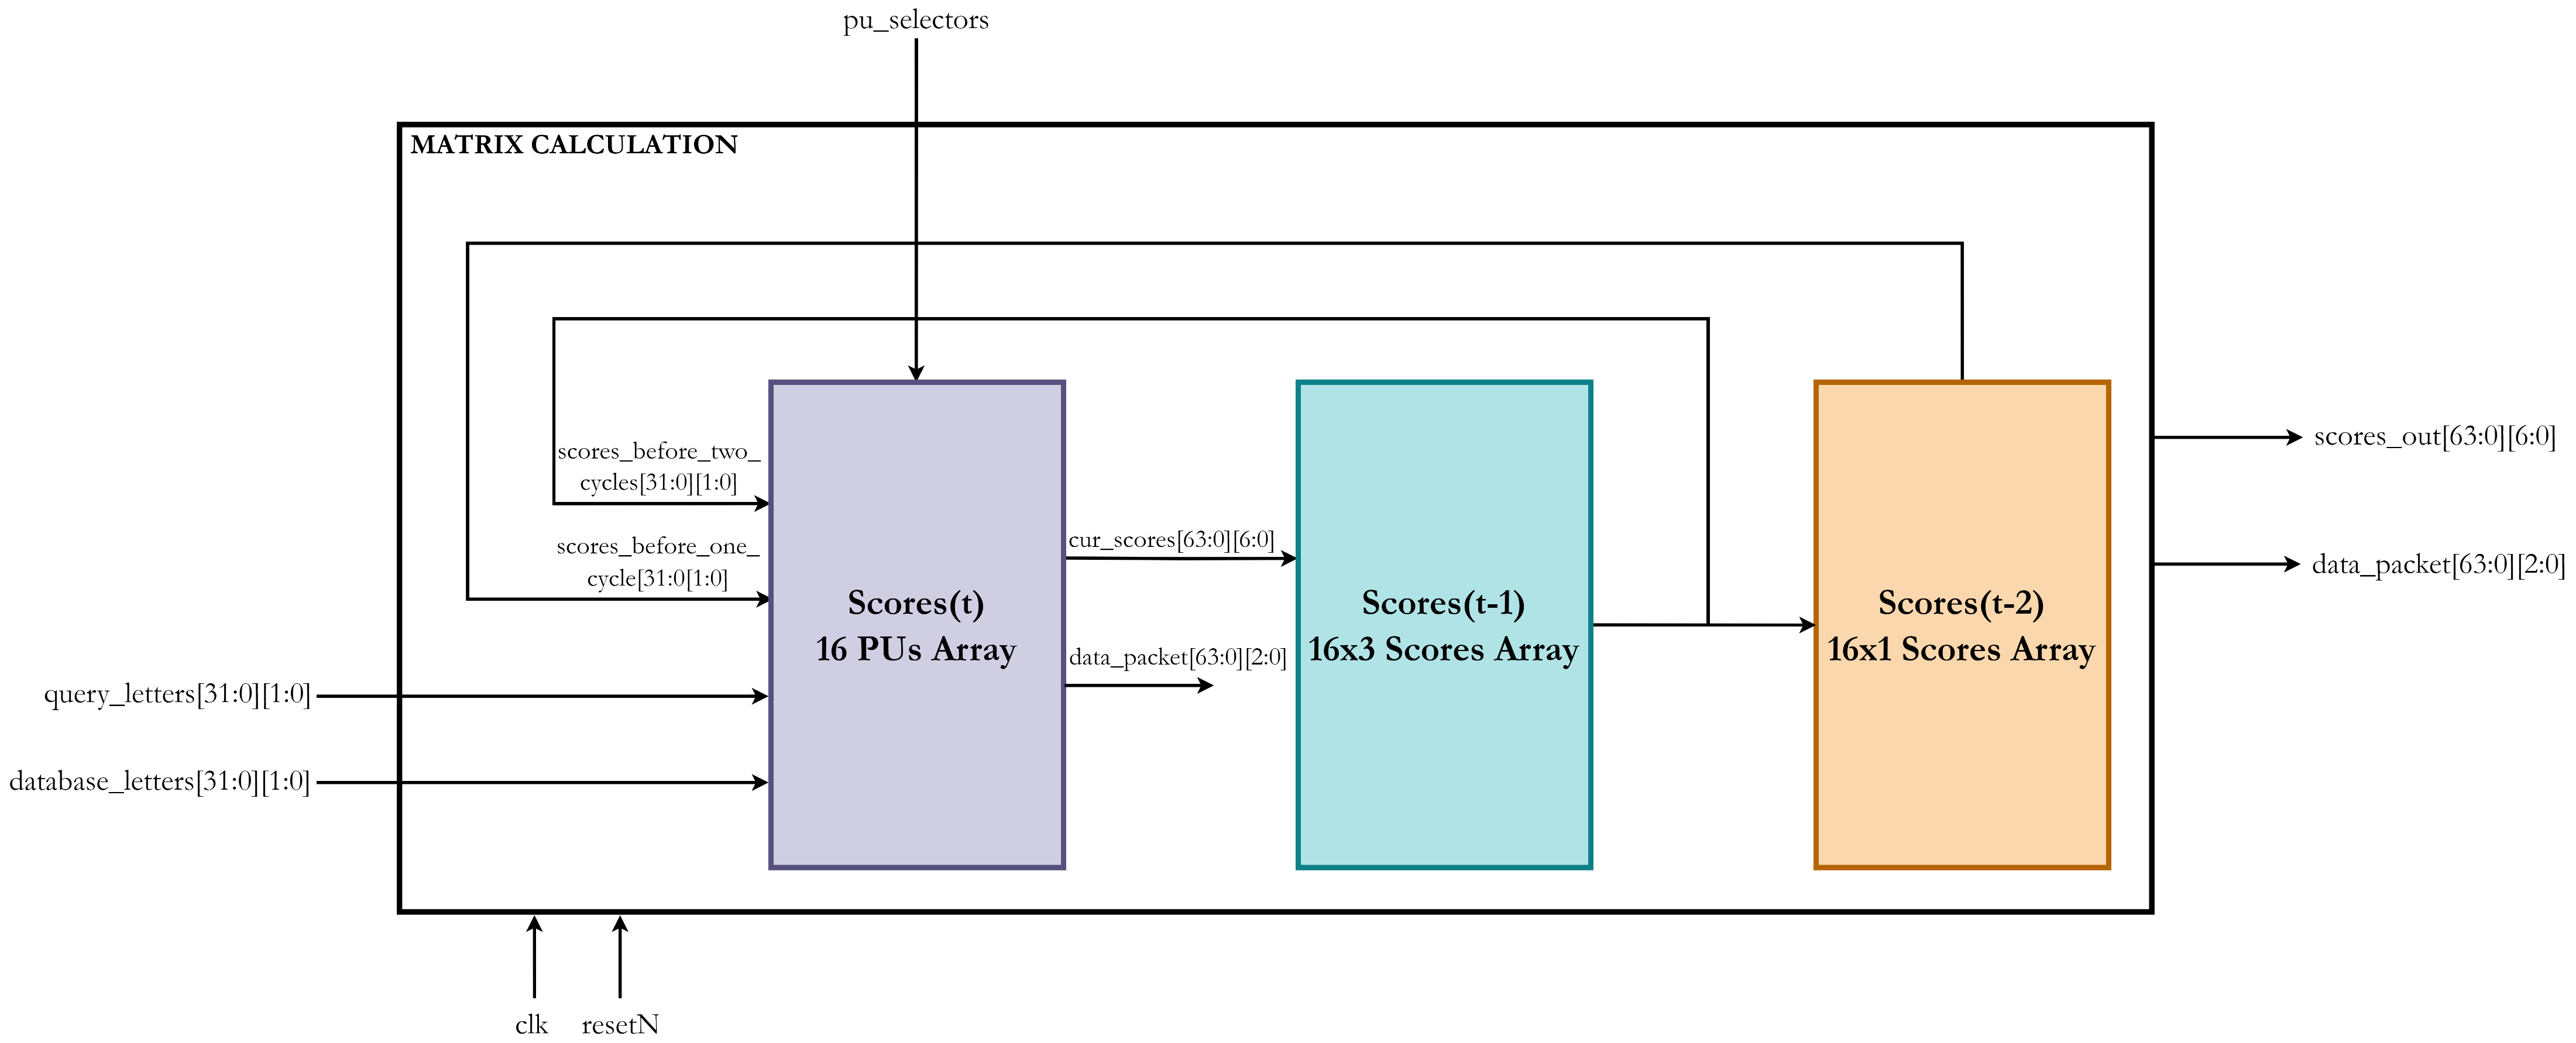 pu_selectors
MATRIX CALCULATION
scores_before_two_
cycles[31:0][1:0]
scores_before_one_
cycle[31:0[1:0]
query_letters[31:0][1:0]
database_letters[31:0][1:0]
Scores(t)
16 PUs Array
cur_scores[63:0][6:0]
data_packet[63:0][2:0]
Scores(t-1)
16x3 Scores Array
Scores(t-2)
16x1 Scores Array
scores_out[63:0][6:0]
data_packet[63:0][2:0]
clk
resetN